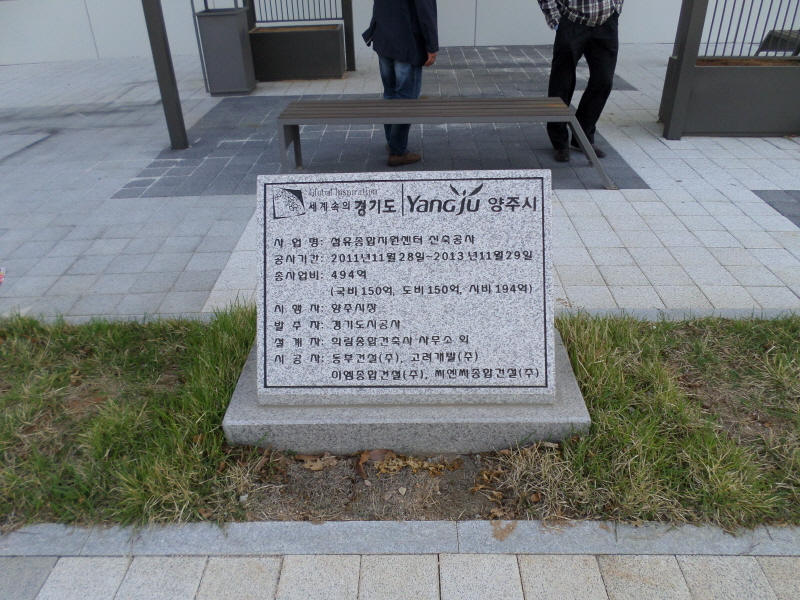 Global Inspiration
세계속의 경기도 Yangju 양주시
사 업 명: 섬유종합지원센터 신축공사
공사기간: 2011년11월28일~2013년11월29일
총사업비: 494억
(국비150억, 도비150억, 시비194억)
시 행 자: 양주시장
발 주 자: 경기도시공사
설 계 자: 의림종합건축사 사무소 외
시 공 사: 동부건설(주), 고려개발(주)
이엠종합건설(주), 씨엔씨종합건설(주)